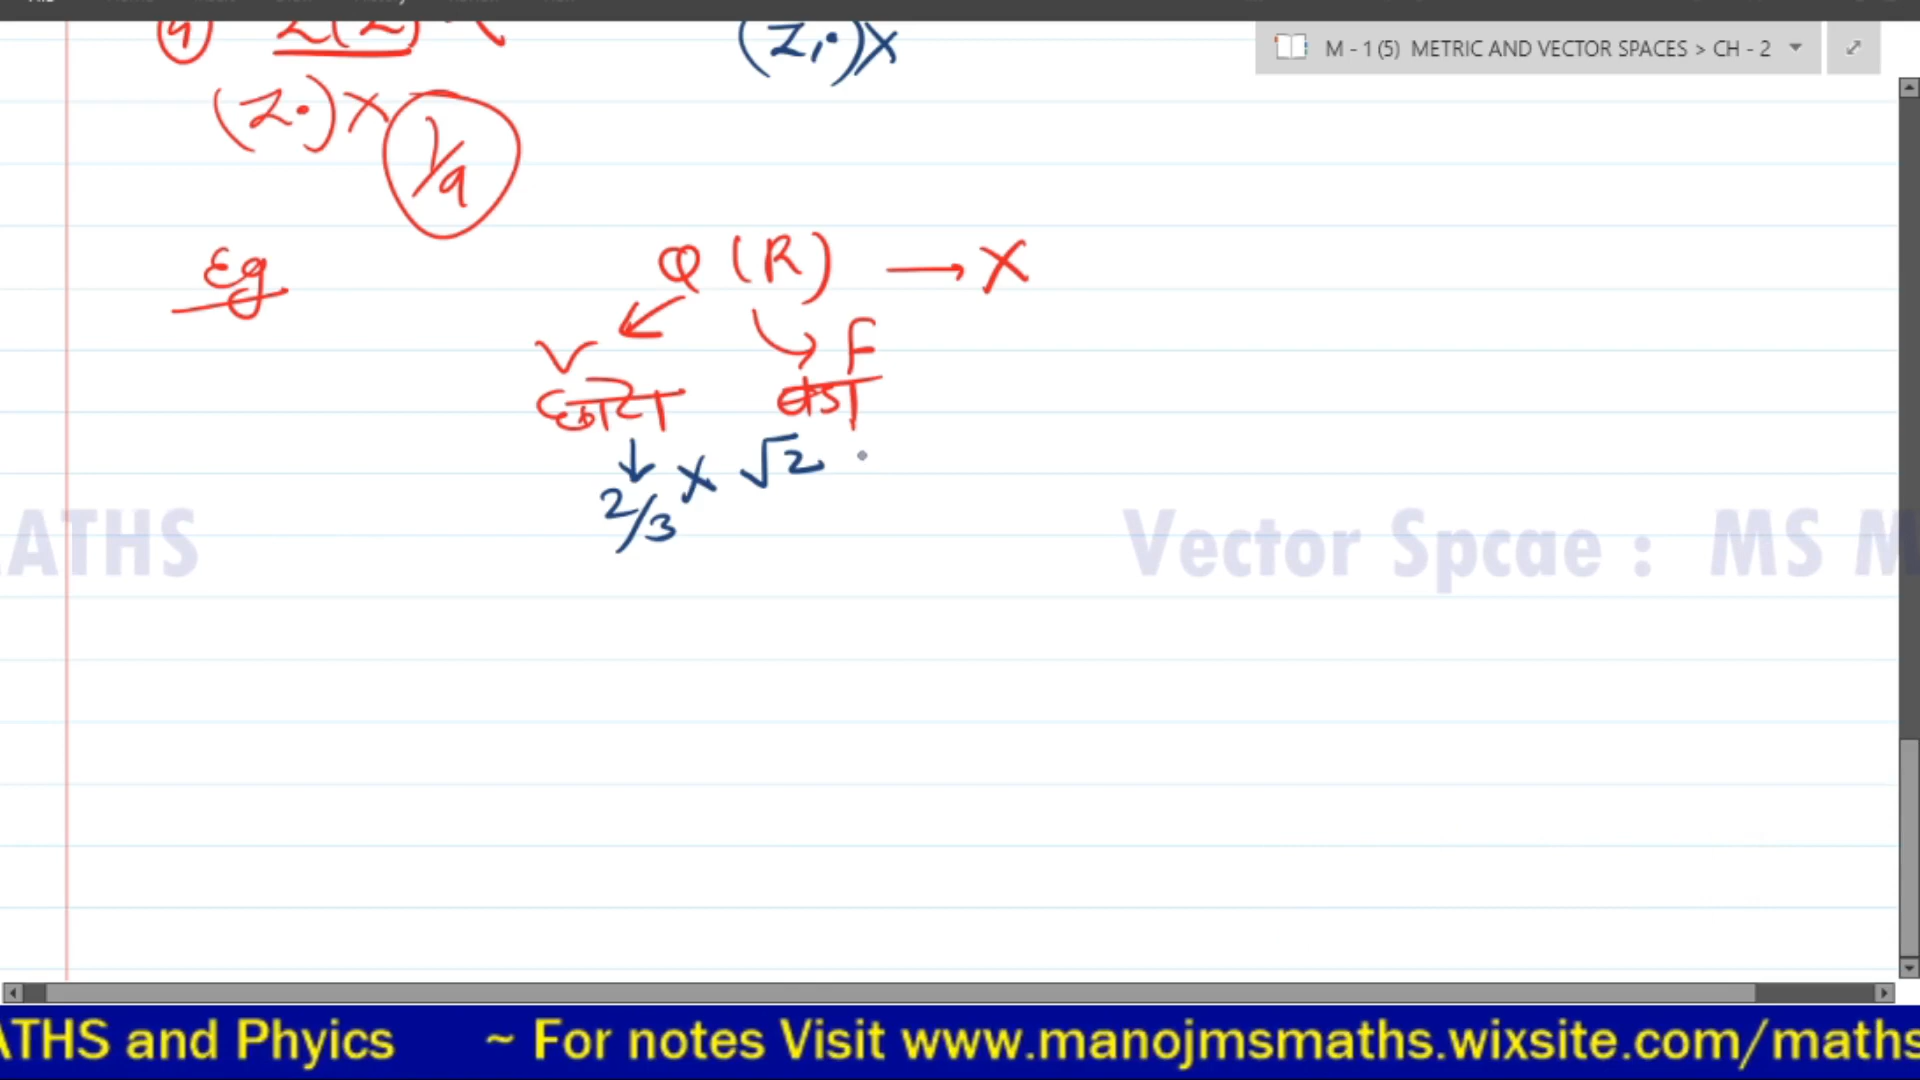 M - 1 (5) METRIC AND VECTOR SPACES > CH - 2
(Z,·)X
(Z·)X 1/a
Eg Q (R) → X
V F
छोटा बड़ा
2/3 X √2 .
ATHS Vector Spcae : MS M
ATHS and Phyics ~ For notes Visit www.manojmsmaths.wixsite.com/maths